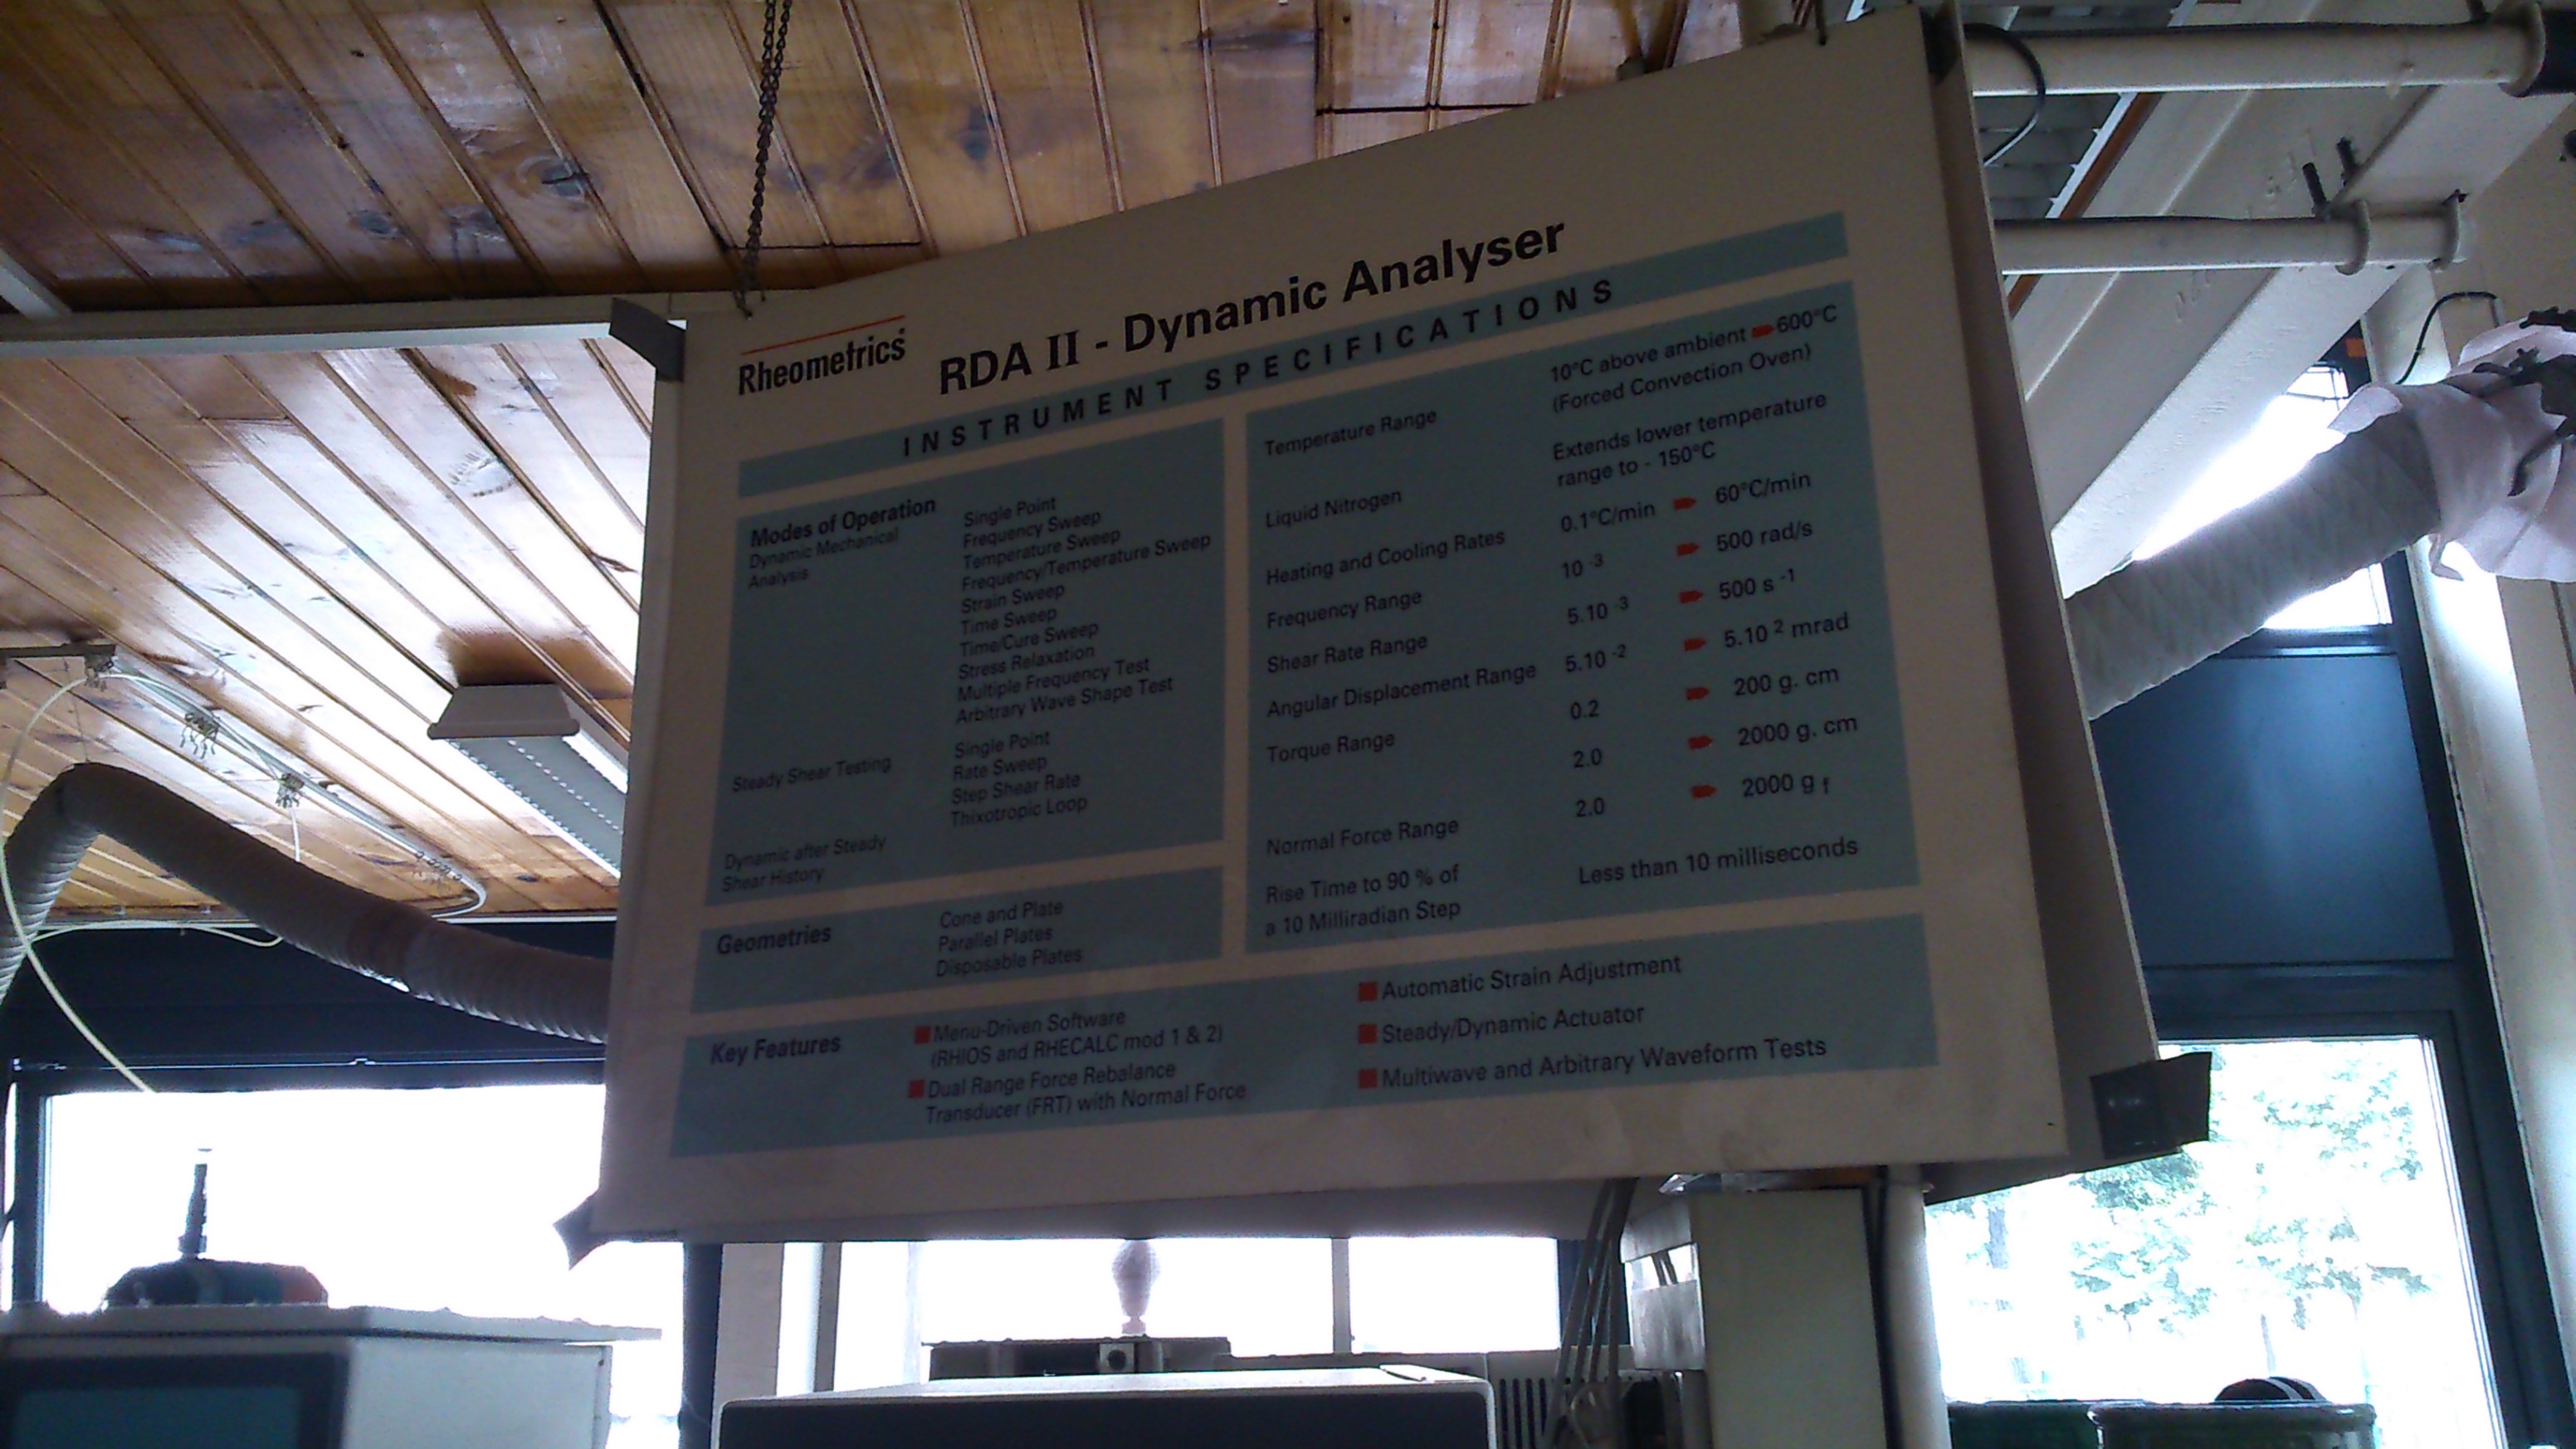 Rheometrics
RDA II - Dynamic Analyser
INSTRUMENT SPECIFICATIONS
Modes of Operation
Dynamic Mechanical
Analysis
Single Point
Frequency Sweep
Temperature Sweep
Frequency/Temperature Sweep
Strain Sweep
Time Sweep
Time/Cure Sweep
Stress Relaxation
Multiple Frequency Test
Arbitrary Wave Shape Test
Steady Shear Testing
Single Point
Rate Sweep
Step Shear Rate
Thixotropic Loop
Dynamic after Steady
Shear History
Geometries
Cone and Plate
Parallel Plates
Disposable Plates
Temperature Range 10°C above ambient 600°C
(Forced Convection Oven)
Liquid Nitrogen Extends lower temperature
range to - 150°C
Heating and Cooling Rates 0.1°C/min 60°C/min
Frequency Range 10 -3 500 rad/s
Shear Rate Range 5.10 -3 500 s -1
Angular Displacement Range 5.10 -2 5.10 2 mrad
Torque Range 0.2 200 g. cm
2.0 2000 g. cm
Normal Force Range 2.0 2000 g f
Rise Time to 90 % of
a 10 Milliradian Step Less than 10 milliseconds
Key Features
Menu-Driven Software
(RHIOS and RHECALC mod 1 & 2)
Dual Range Force Rebalance
Transducer (FRT) with Normal Force
Automatic Strain Adjustment
Steady/Dynamic Actuator
Multiwave and Arbitrary Waveform Tests